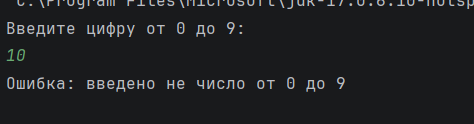 C:\Program Files\Microsoft\jdk-17.0.6.10-hotsp
Введите цифру от 0 до 9:
10
Ошибка: введено не число от 0 до 9